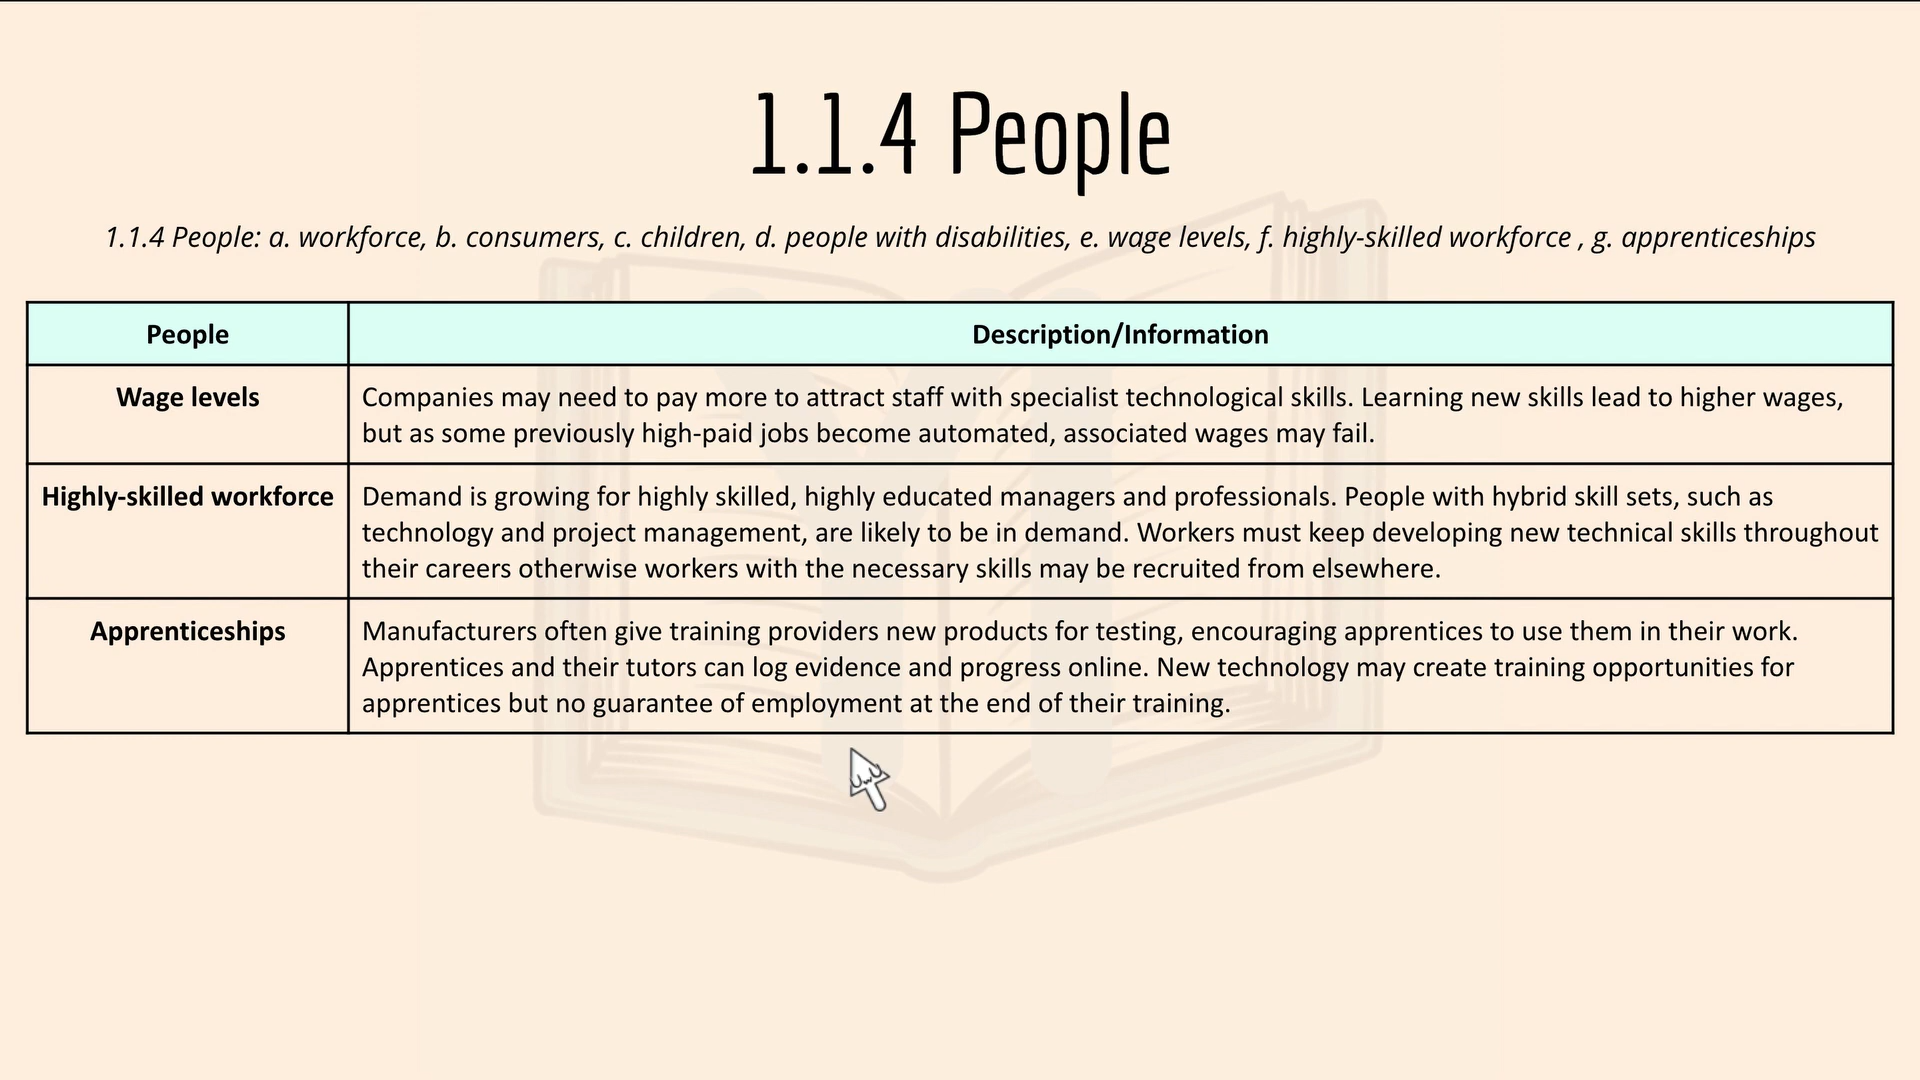 1.1.4 People
1.1.4 People: a. workforce, b. consumers, c. children, d. people with disabilities, e. wage levels, f. highly-skilled workforce , g. apprenticeships
People
Description/Information
Wage levels
Companies may need to pay more to attract staff with specialist technological skills. Learning new skills lead to higher wages,
but as some previously high-paid jobs become automated, associated wages may fail.
Highly-skilled workforce
Demand is growing for highly skilled, highly educated managers and professionals. People with hybrid skill sets, such as
technology and project management, are likely to be in demand. Workers must keep developing new technical skills throughout
their careers otherwise workers with the necessary skills may be recruited from elsewhere.
Apprenticeships
Manufacturers often give training providers new products for testing, encouraging apprentices to use them in their work.
Apprentices and their tutors can log evidence and progress online. New technology may create training opportunities for
apprentices but no guarantee of employment at the end of their training.